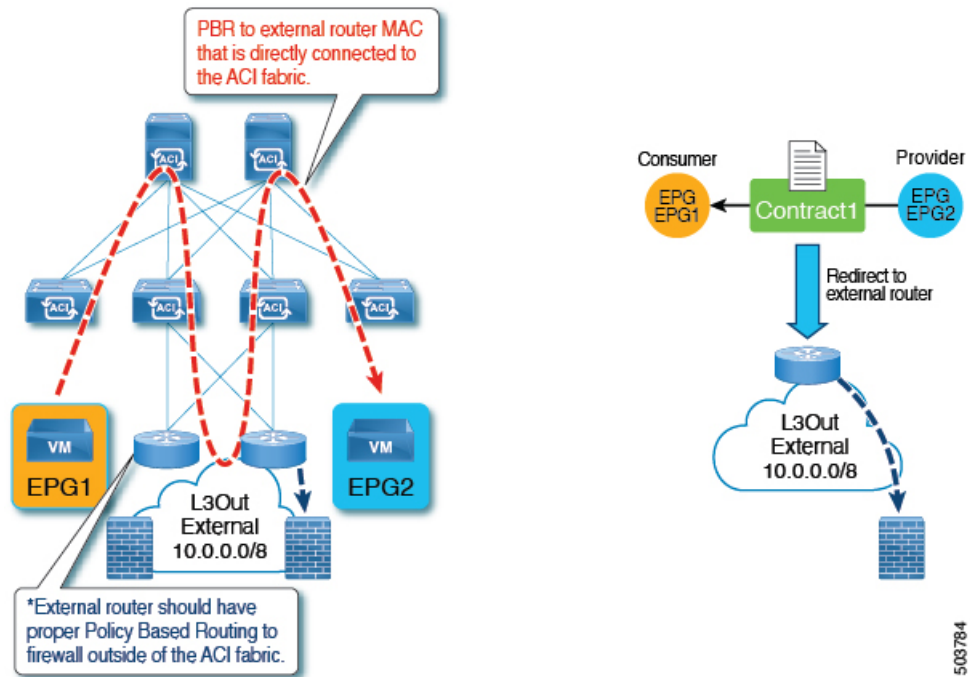 PBR to external router MAC
that is directly connected to
the ACI fabric.
ACI
ACI
ACI
ACI
ACI
ACI
VM
EPG1
VM
EPG2
L3Out
External
10.0.0.0/8
*External router should have
proper Policy Based Routing to
firewall outside of the ACI fabric.
Consumer
Provider
EPG
EPG1
Contract1
EPG
EPG2
Redirect to
external router
L3Out
External
10.0.0.0/8
503784